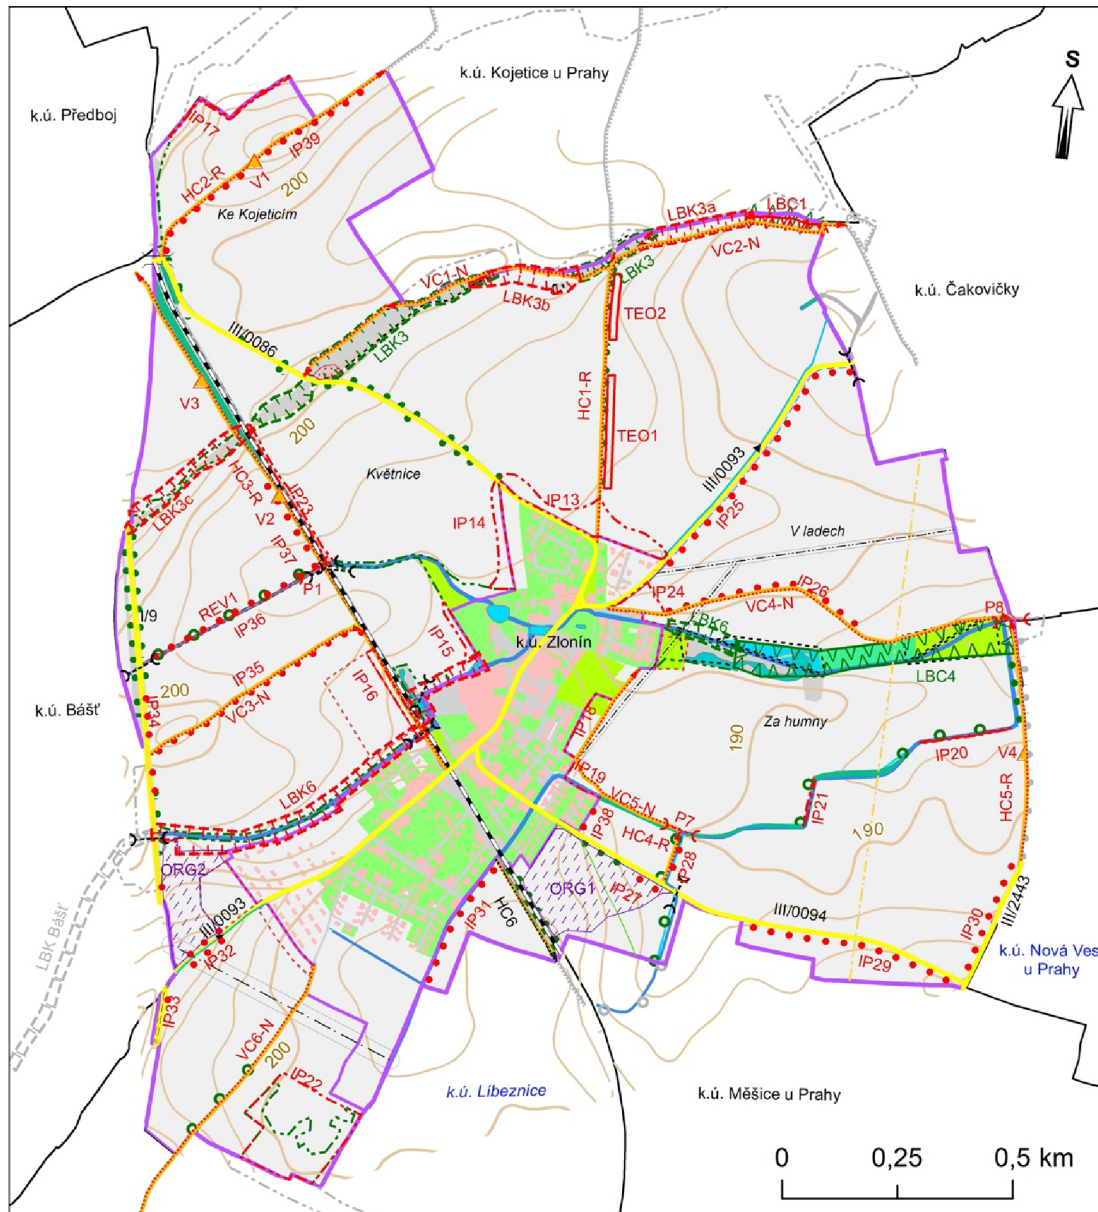 k.ú. Kojetice u Prahy
S
k.ú. Předboj
IP17
IP39
HC2-R
V1
200
Ke Kojeticím
LBK3a
LBC1
VC2-N
VC1-N
LBK3
LBK3b
k.ú. Čakovičky
TEO2
III/0086
LBK3
V3
HC1-R
200
TEO1
Květnice
III/0093
HC3-R
IP23
LBK3c
V2
IP14
IP13
IP25
V ladech
IP37
P1
REV1
IP36
I/9
IP24
VC4-N
IP26
P8
LBK6
k.ú. Zlonín
IP15
LBC4
IP35
VC3-N
IP16
200
IP34
k.ú. Bášť
IP18
190
Za humny
IP20
V4
IP19
VC5-N
LBK6
IP21
HC5-R
P7
HC4-R
IP38
190
IP28
ORG2
ORG1
IP27
IP31
HC6
III/0093
IP32
III/0094
IP30
III/2443
IP29
k.ú. Nová Ves
u Prahy
LBK Bášť
IP33
VC6-N
200
IP22
k.ú. Líbeznice
k.ú. Měšice u Prahy
0 0,25 0,5 km